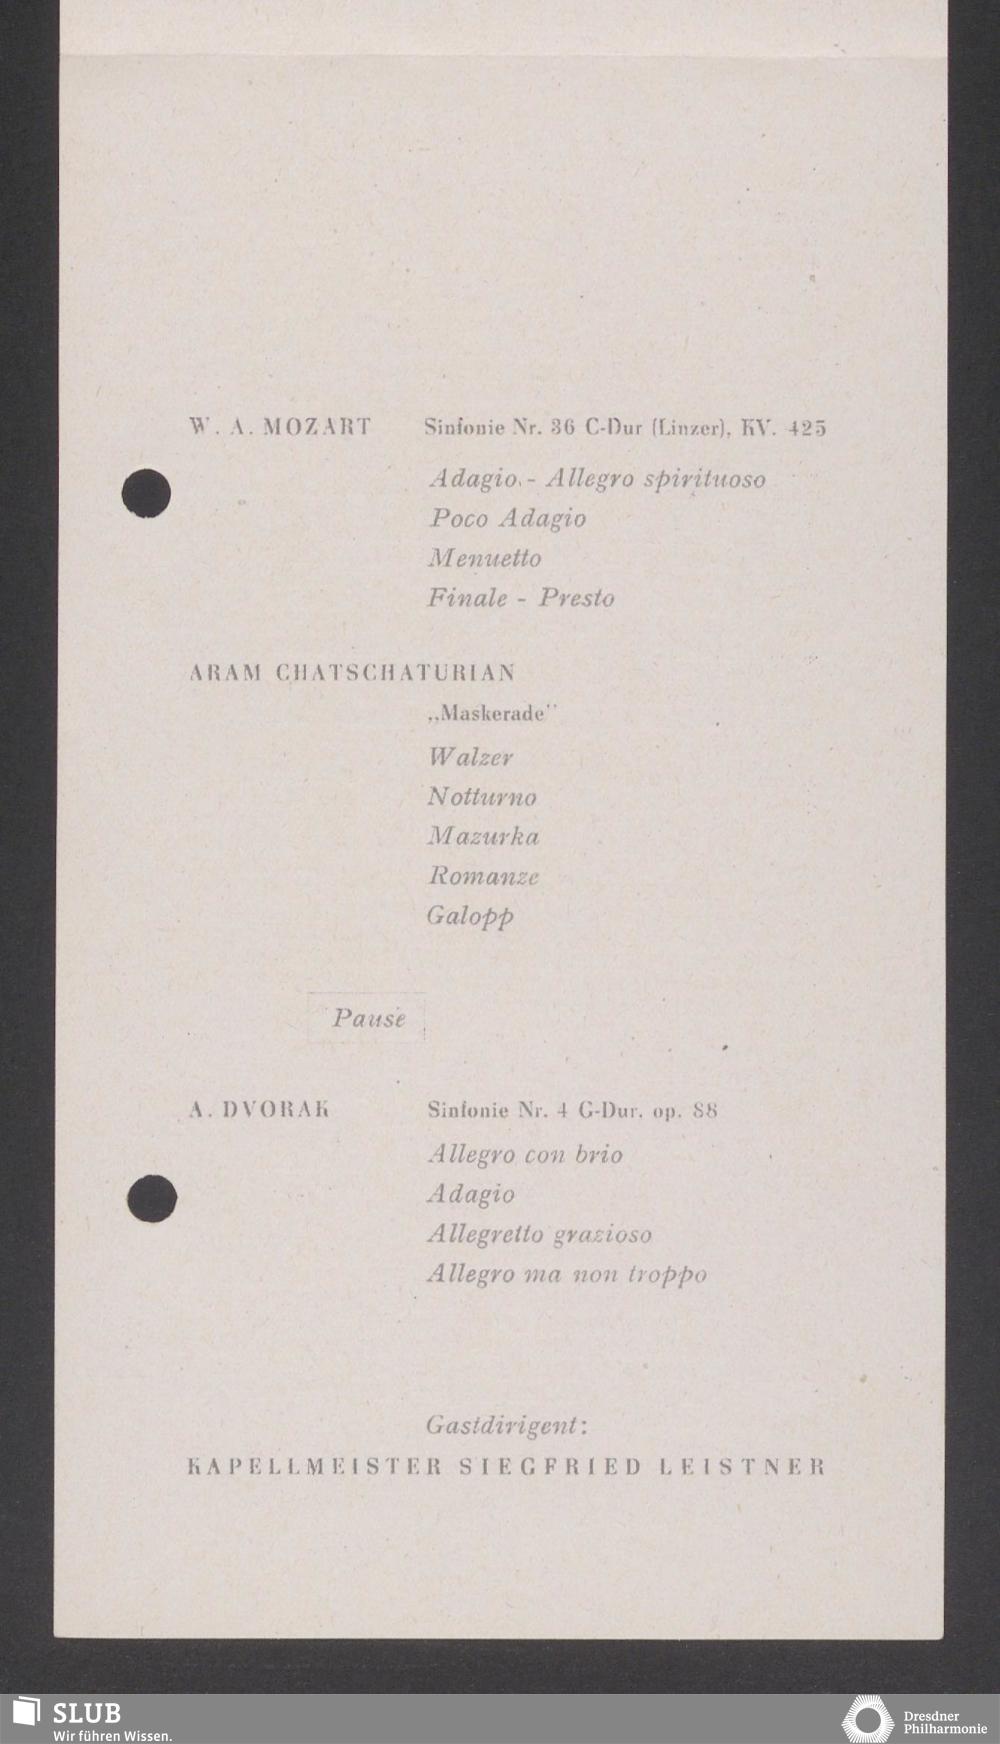 W. A. MOZART Sinfonie Nr. 36 C-Dur (Linzer), KV. 425
Adagio - Allegro spirituoso
Poco Adagio
Menuetto
Finale - Presto
ARAM CHATSCHATURIAN
„Maskerade"
Walzer
Notturno
Mazurka
Romanze
Galopp
Pause
A. DVORAK Sinfonie Nr. 4 G-Dur, op. 88
Allegro con brio
Adagio
Allegretto grazioso
Allegro ma non troppo
Gastdirigent:
KAPELLMEISTER SIEGFRIED LEISTNER
SLUB
Wir führen Wissen.
Dresdner
Philharmonie